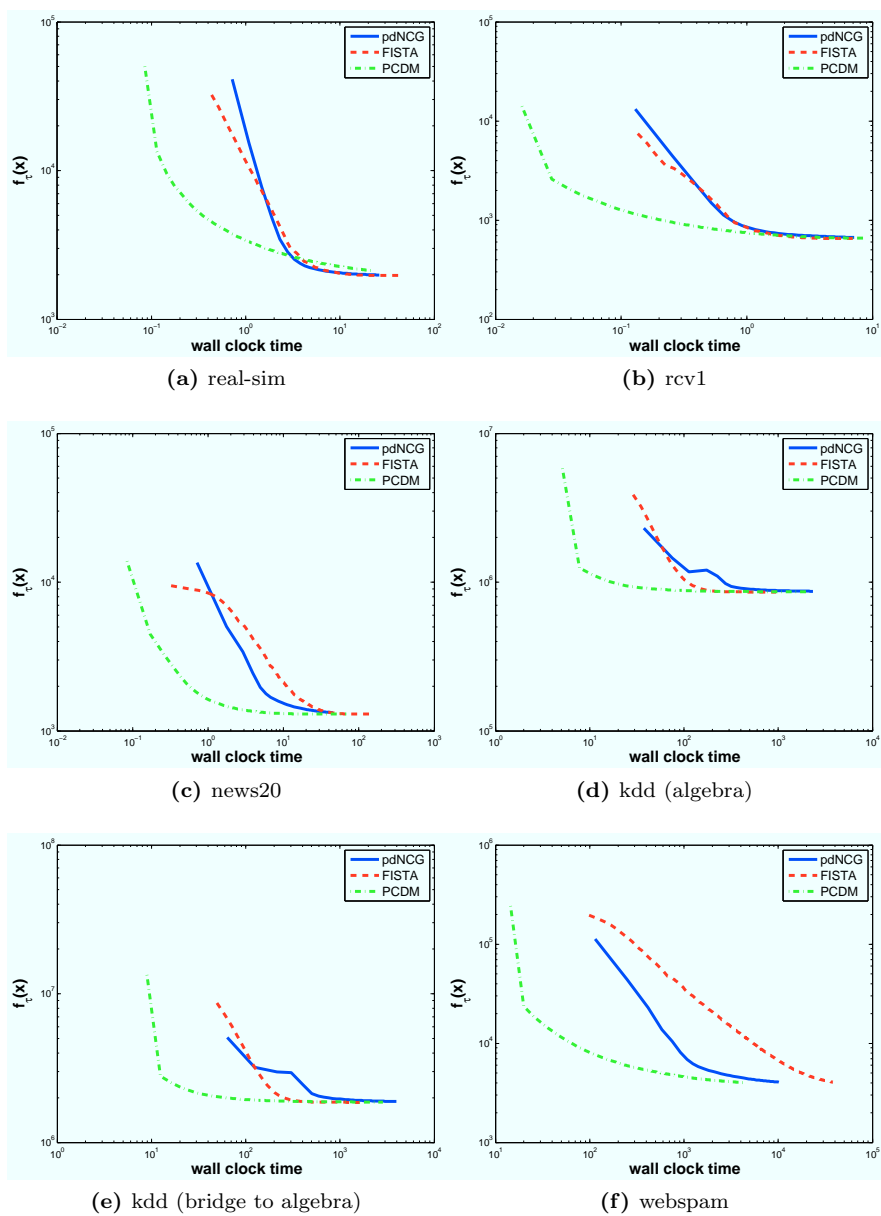 10^5
10^4
10^3
f_τ(x)
pdNCG
FISTA
PCDM
10^−2 10^−1 10^0 10^1 10^2
wall clock time
(a) real-sim
10^5
10^4
10^3
10^2
f_τ(x)
pdNCG
FISTA
PCDM
10^−1 10^0 10^1
wall clock time
(b) rcv1
10^5
10^4
10^3
f_τ(x)
pdNCG
FISTA
PCDM
10^−2 10^−1 10^0 10^1 10^2 10^3
wall clock time
(c) news20
10^7
10^6
10^5
f_τ(x)
pdNCG
FISTA
PCDM
10^0 10^1 10^2 10^3 10^4
wall clock time
(d) kdd (algebra)
10^8
10^7
10^6
f_τ(x)
pdNCG
FISTA
PCDM
10^0 10^1 10^2 10^3 10^4
wall clock time
(e) kdd (bridge to algebra)
10^6
10^5
10^4
10^3
f_τ(x)
pdNCG
FISTA
PCDM
10^1 10^2 10^3 10^4 10^5
wall clock time
(f) webspam